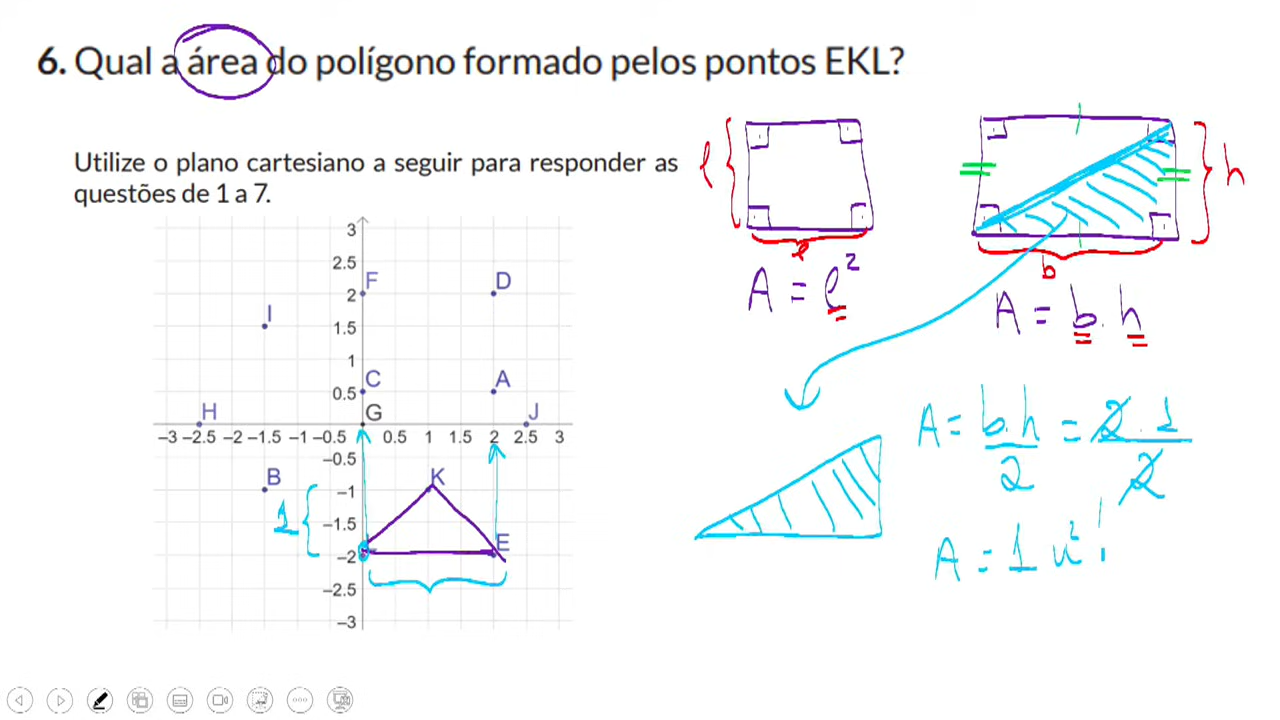 6. Qual a área do polígono formado pelos pontos EKL?
Utilize o plano cartesiano a seguir para responder as
questões de 1 a 7.
3
2.5
F
D
2
I
1.5
1
C
A
0.5
H
G
J
−3 −2.5 −2 −1.5 −1 −0.5 0.5 1 1.5 2 2.5 3
−0.5
B
K
−1
1
−1.5
E
−2
−2.5
−3
l
l
A = l²
h
b
A = b.h
A = b.h/2 = 2.1/2
A = 1 u²